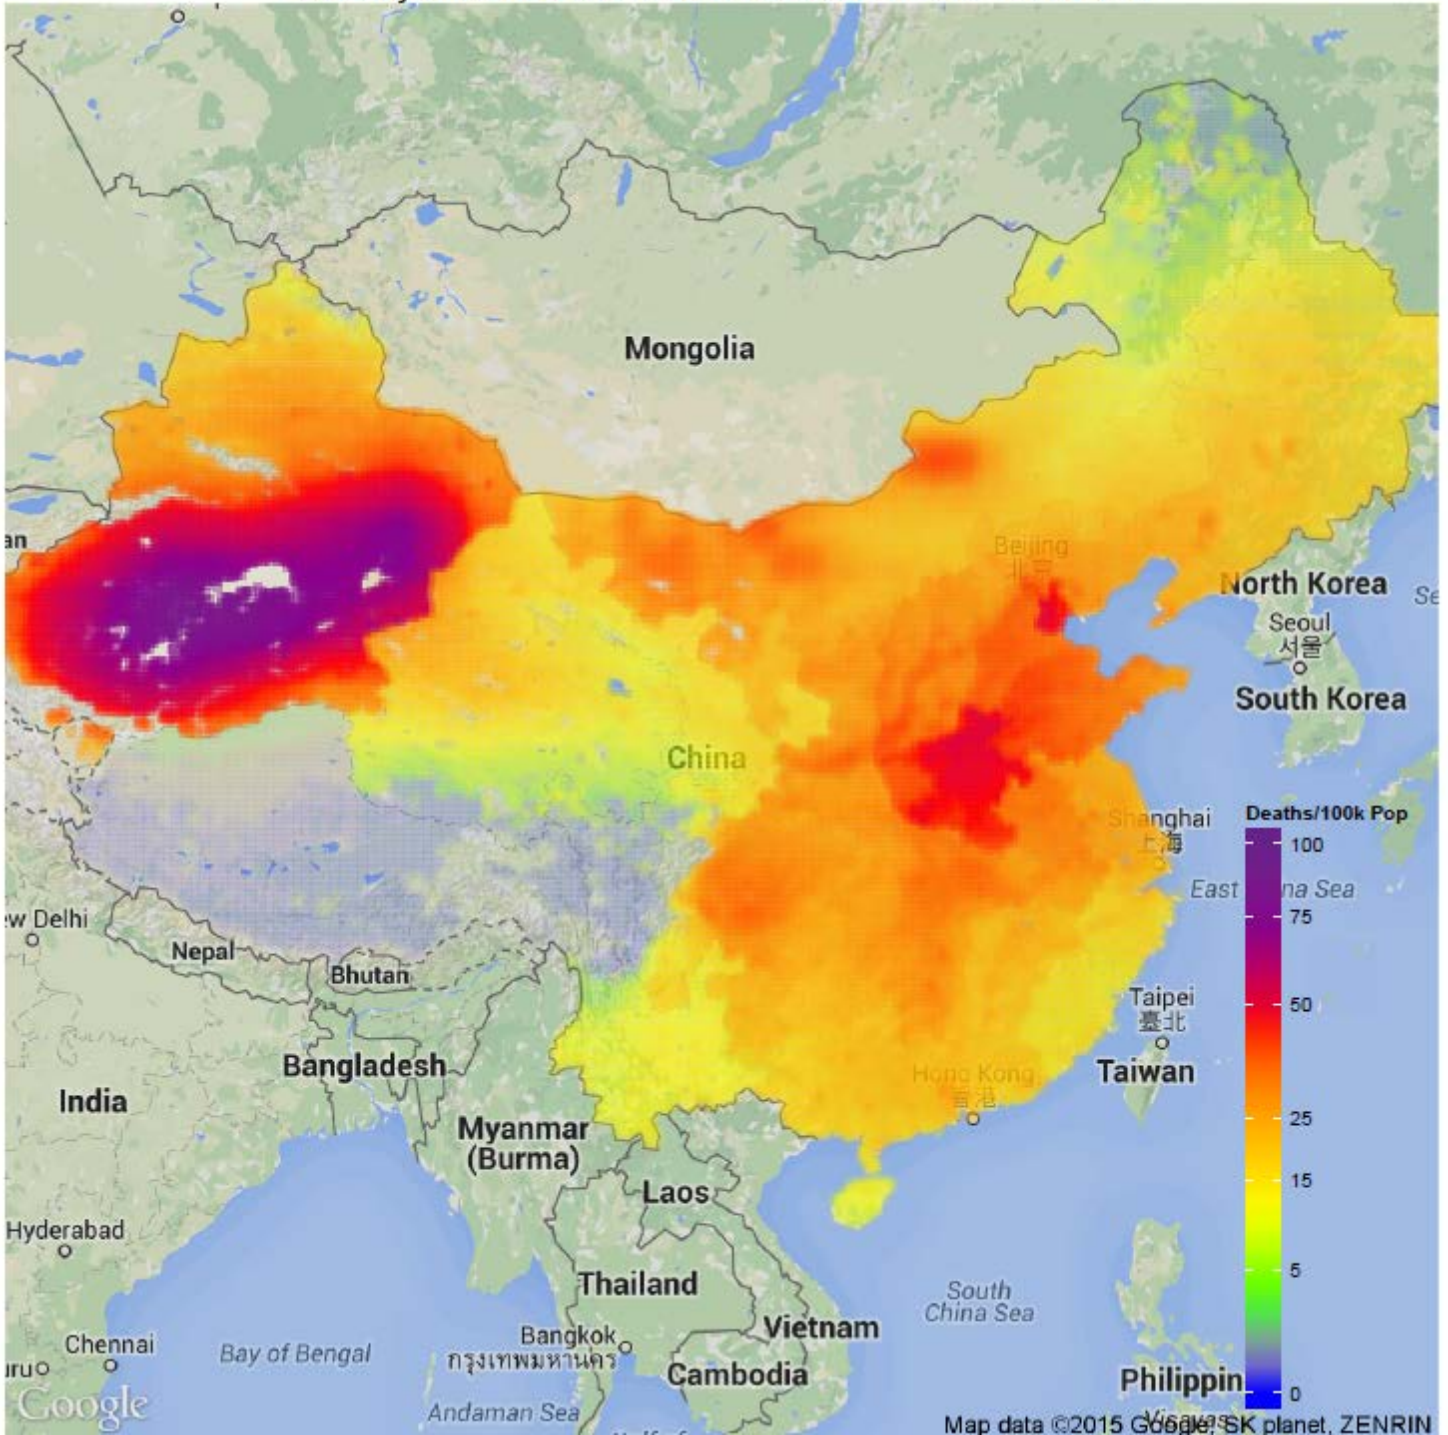 Mongolia
an
Beijing
北京
North Korea
Se
Seoul
서울
South Korea
China
Deaths/100k Pop
Shanghai
上海
100
East
na Sea
75
ew Delhi
Nepal
Bhutan
50
Taipei
臺北
Bangladesh
Taiwan
Hong Kong
香港
India
25
Myanmar
(Burma)
15
Laos
Hyderabad
5
Thailand
South
China Sea
Vietnam
Bangkok
กรุงเทพมหานคร
Chennai
Bay of Bengal
uru
Cambodia
Philippin
0
Google
Andaman Sea
Map data ©2015 Google, SK planet, ZENRIN
Visayas